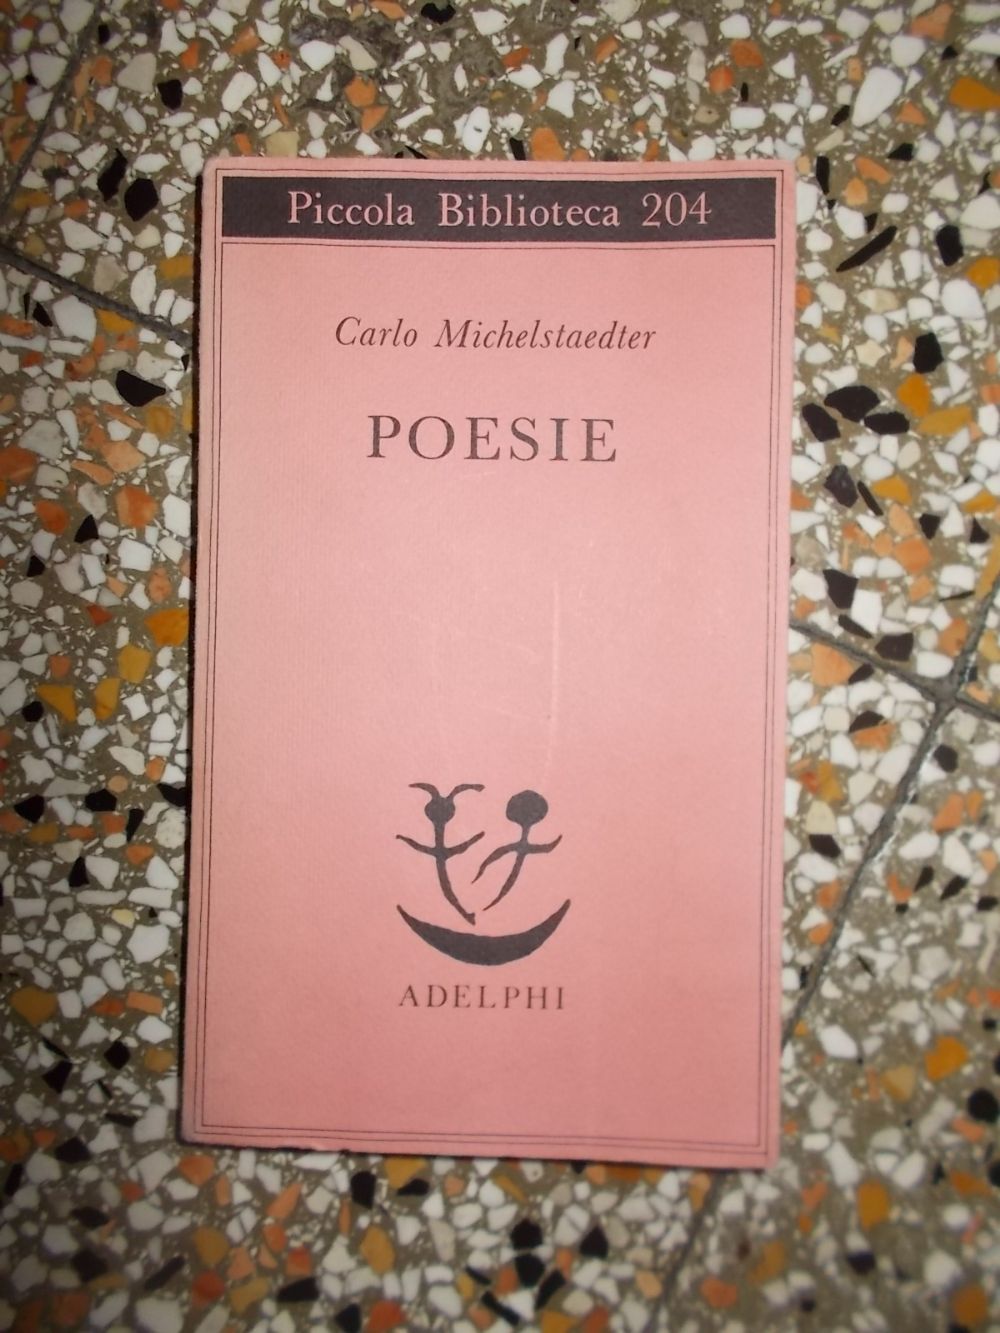 Piccola Biblioteca 204
Carlo Michelstaedter
POESIE
ADELPHI